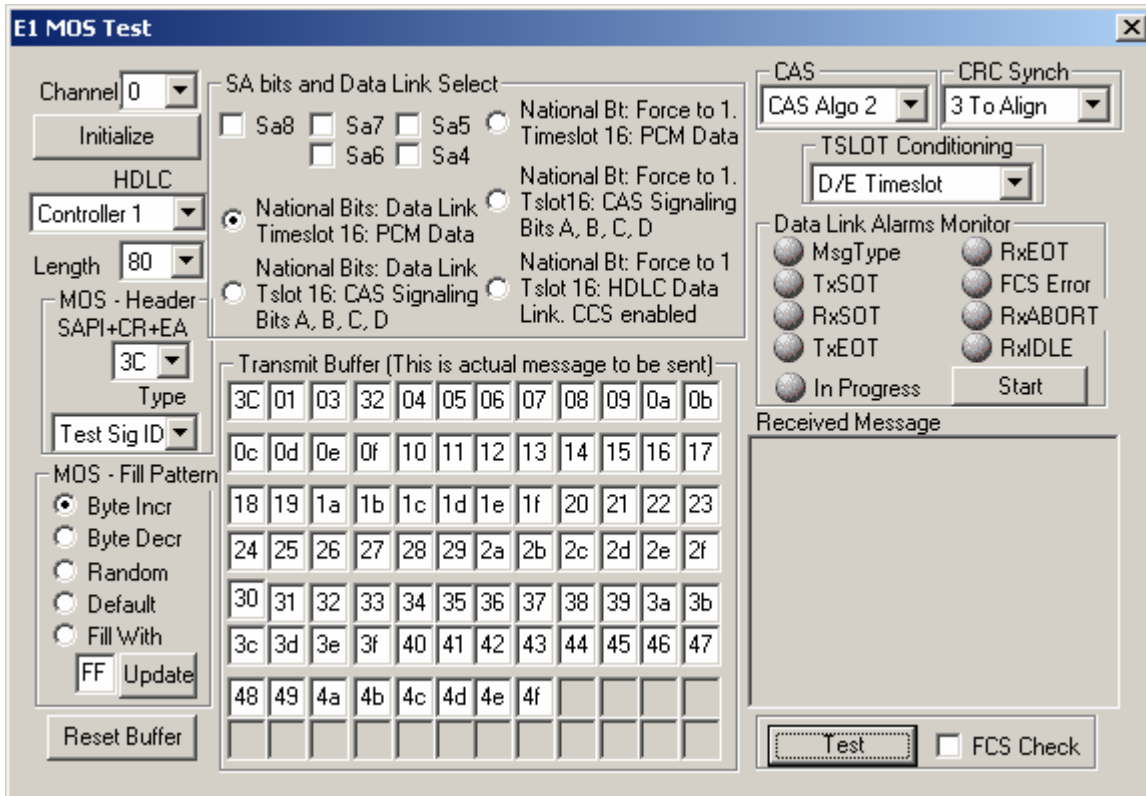 E1 MOS Test
Channel 0
Initialize
HDLC
Controller 1
Length 80
MOS - Header
SAPI+CR+EA
3C
Type
Test Sig ID
MOS - Fill Pattern
Byte Incr
Byte Decr
Random
Default
Fill With
FF Update
Reset Buffer
SA bits and Data Link Select
Sa8 Sa7 Sa5
Sa6 Sa4
National Bits: Data Link
Timeslot 16: PCM Data
National Bits: Data Link
Tslot 16: CAS Signaling
Bits A, B, C, D
National Bt: Force to 1.
Timeslot 16: PCM Data
National Bt: Force to 1.
Tslot16: CAS Signaling
Bits A, B, C, D
National Bt: Force to 1
Tslot 16: HDLC Data
Link. CCS enabled
Transmit Buffer (This is actual message to be sent)
3C 01 03 32 04 05 06 07 08 09 0a 0b
0c 0d 0e 0f 10 11 12 13 14 15 16 17
18 19 1a 1b 1c 1d 1e 1f 20 21 22 23
24 25 26 27 28 29 2a 2b 2c 2d 2e 2f
30 31 32 33 34 35 36 37 38 39 3a 3b
3c 3d 3e 3f 40 41 42 43 44 45 46 47
48 49 4a 4b 4c 4d 4e 4f
CAS
CAS Algo 2
CRC Synch
3 To Align
TSLOT Conditioning
D/E Timeslot
Data Link Alarms Monitor
MsgType RxEOT
TxSOT FCS Error
RxSOT RxABORT
TxEOT RxIDLE
In Progress Start
Received Message
Test FCS Check